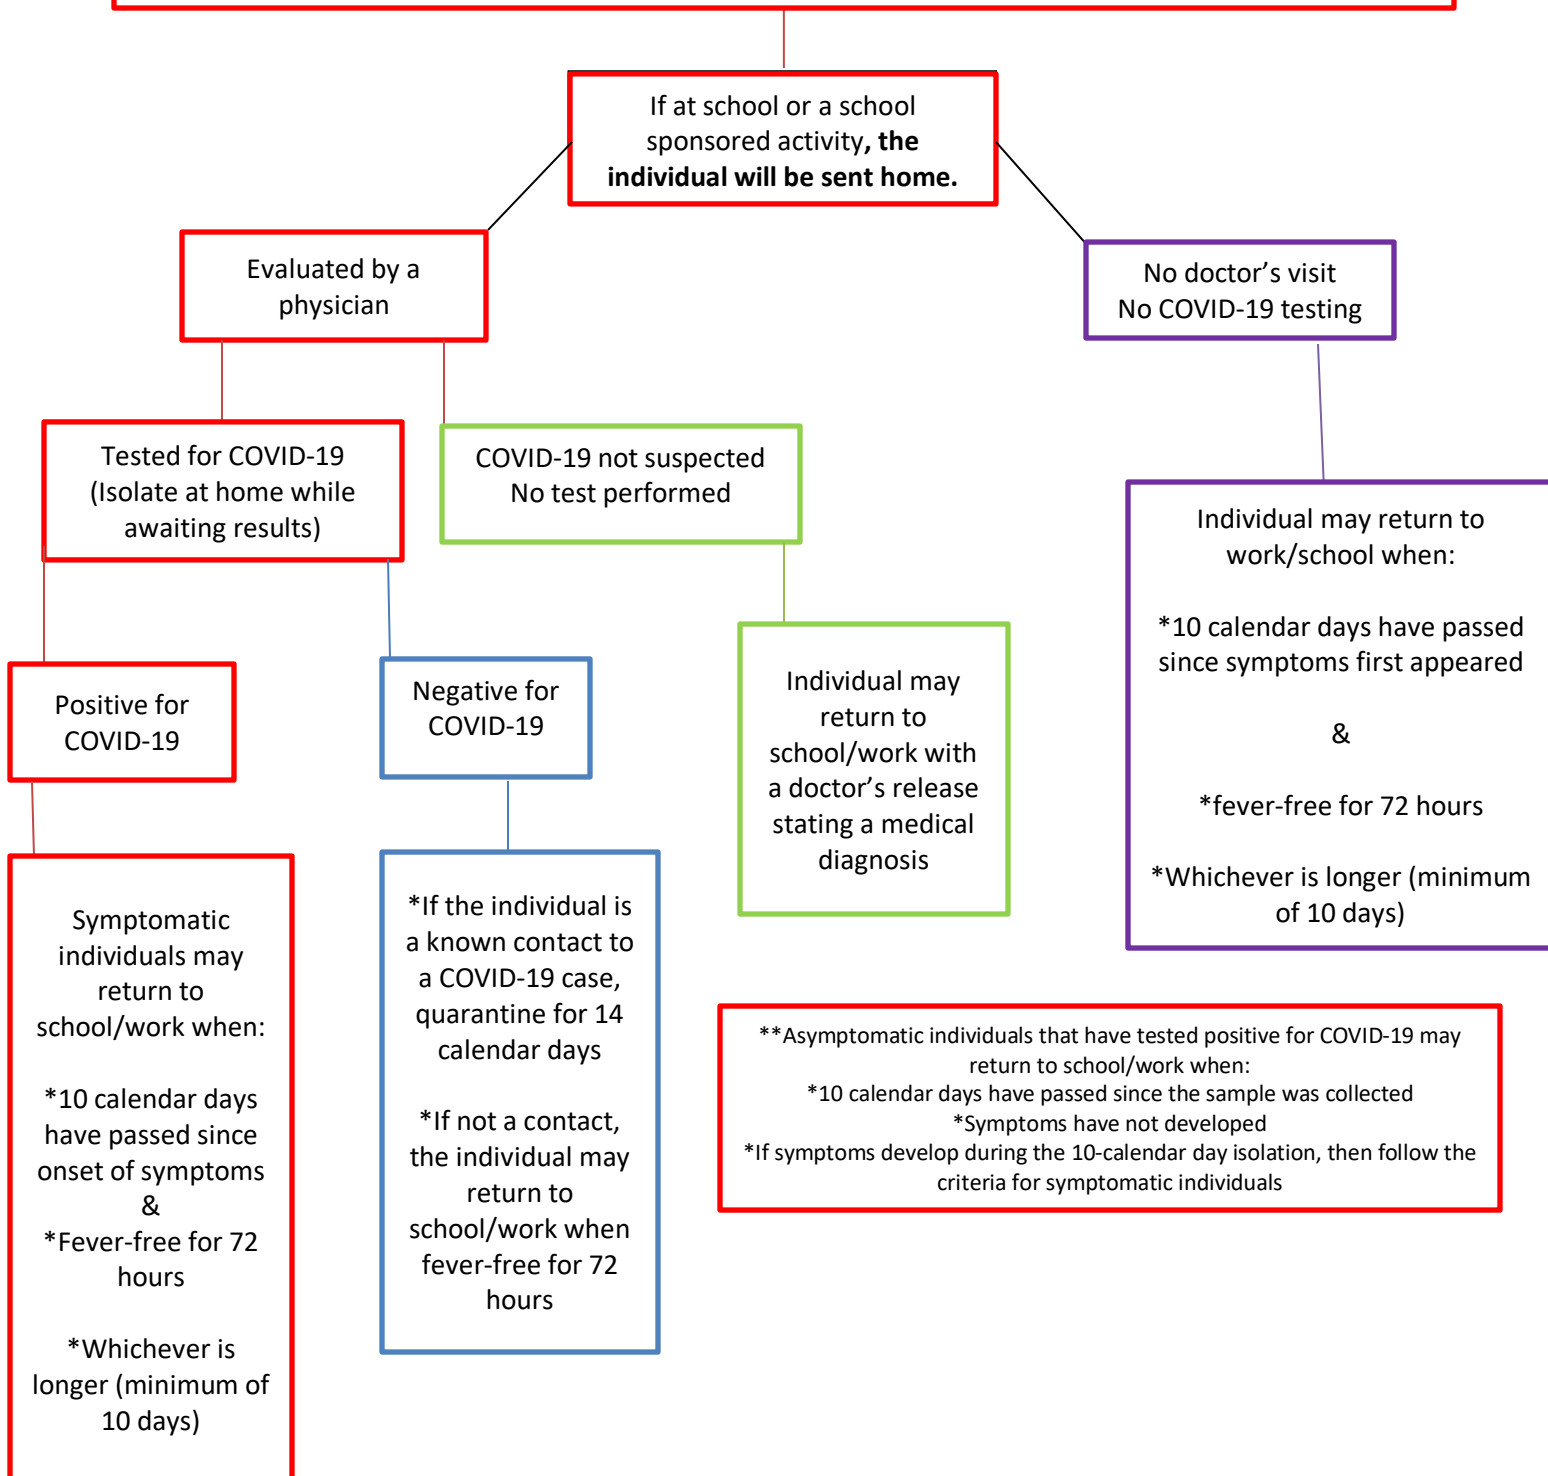 If at school or a school
sponsored activity, the
individual will be sent home.
Evaluated by a
physician
No doctor’s visit
No COVID-19 testing
Tested for COVID-19
(Isolate at home while
awaiting results)
COVID-19 not suspected
No test performed
Individual may return to
work/school when:
*10 calendar days have passed
since symptoms first appeared
&
*fever-free for 72 hours
*Whichever is longer (minimum
of 10 days)
Positive for
COVID-19
Negative for
COVID-19
Individual may
return to
school/work with
a doctor’s release
stating a medical
diagnosis
Symptomatic
individuals may
return to
school/work when:
*10 calendar days
have passed since
onset of symptoms
&
*Fever-free for 72
hours
*Whichever is
longer (minimum of
10 days)
*If the individual is
a known contact to
a COVID-19 case,
quarantine for 14
calendar days
*If not a contact,
the individual may
return to
school/work when
fever-free for 72
hours
**Asymptomatic individuals that have tested positive for COVID-19 may
return to school/work when:
*10 calendar days have passed since the sample was collected
*Symptoms have not developed
*If symptoms develop during the 10-calendar day isolation, then follow the
criteria for symptomatic individuals